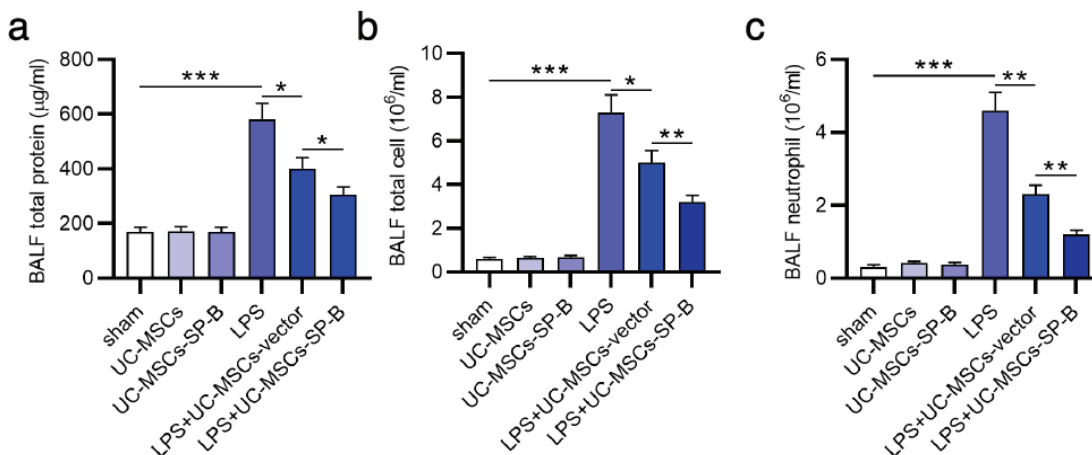 a
BALF total protein (μg/ml)
800
600
400
200
0
***
*
*
sham
UC-MSCs
UC-MSCs-SP-B
LPS
LPS+UC-MSCs-vector
LPS+UC-MSCs-SP-B
b
BALF total cell (10⁶/ml)
10
8
6
4
2
0
***
*
**
sham
UC-MSCs
UC-MSCs-SP-B
LPS
LPS+UC-MSCs-vector
LPS+UC-MSCs-SP-B
c
BALF neutrophil (10⁶/ml)
6
4
2
0
***
**
**
sham
UC-MSCs
UC-MSCs-SP-B
LPS
LPS+UC-MSCs-vector
LPS+UC-MSCs-SP-B